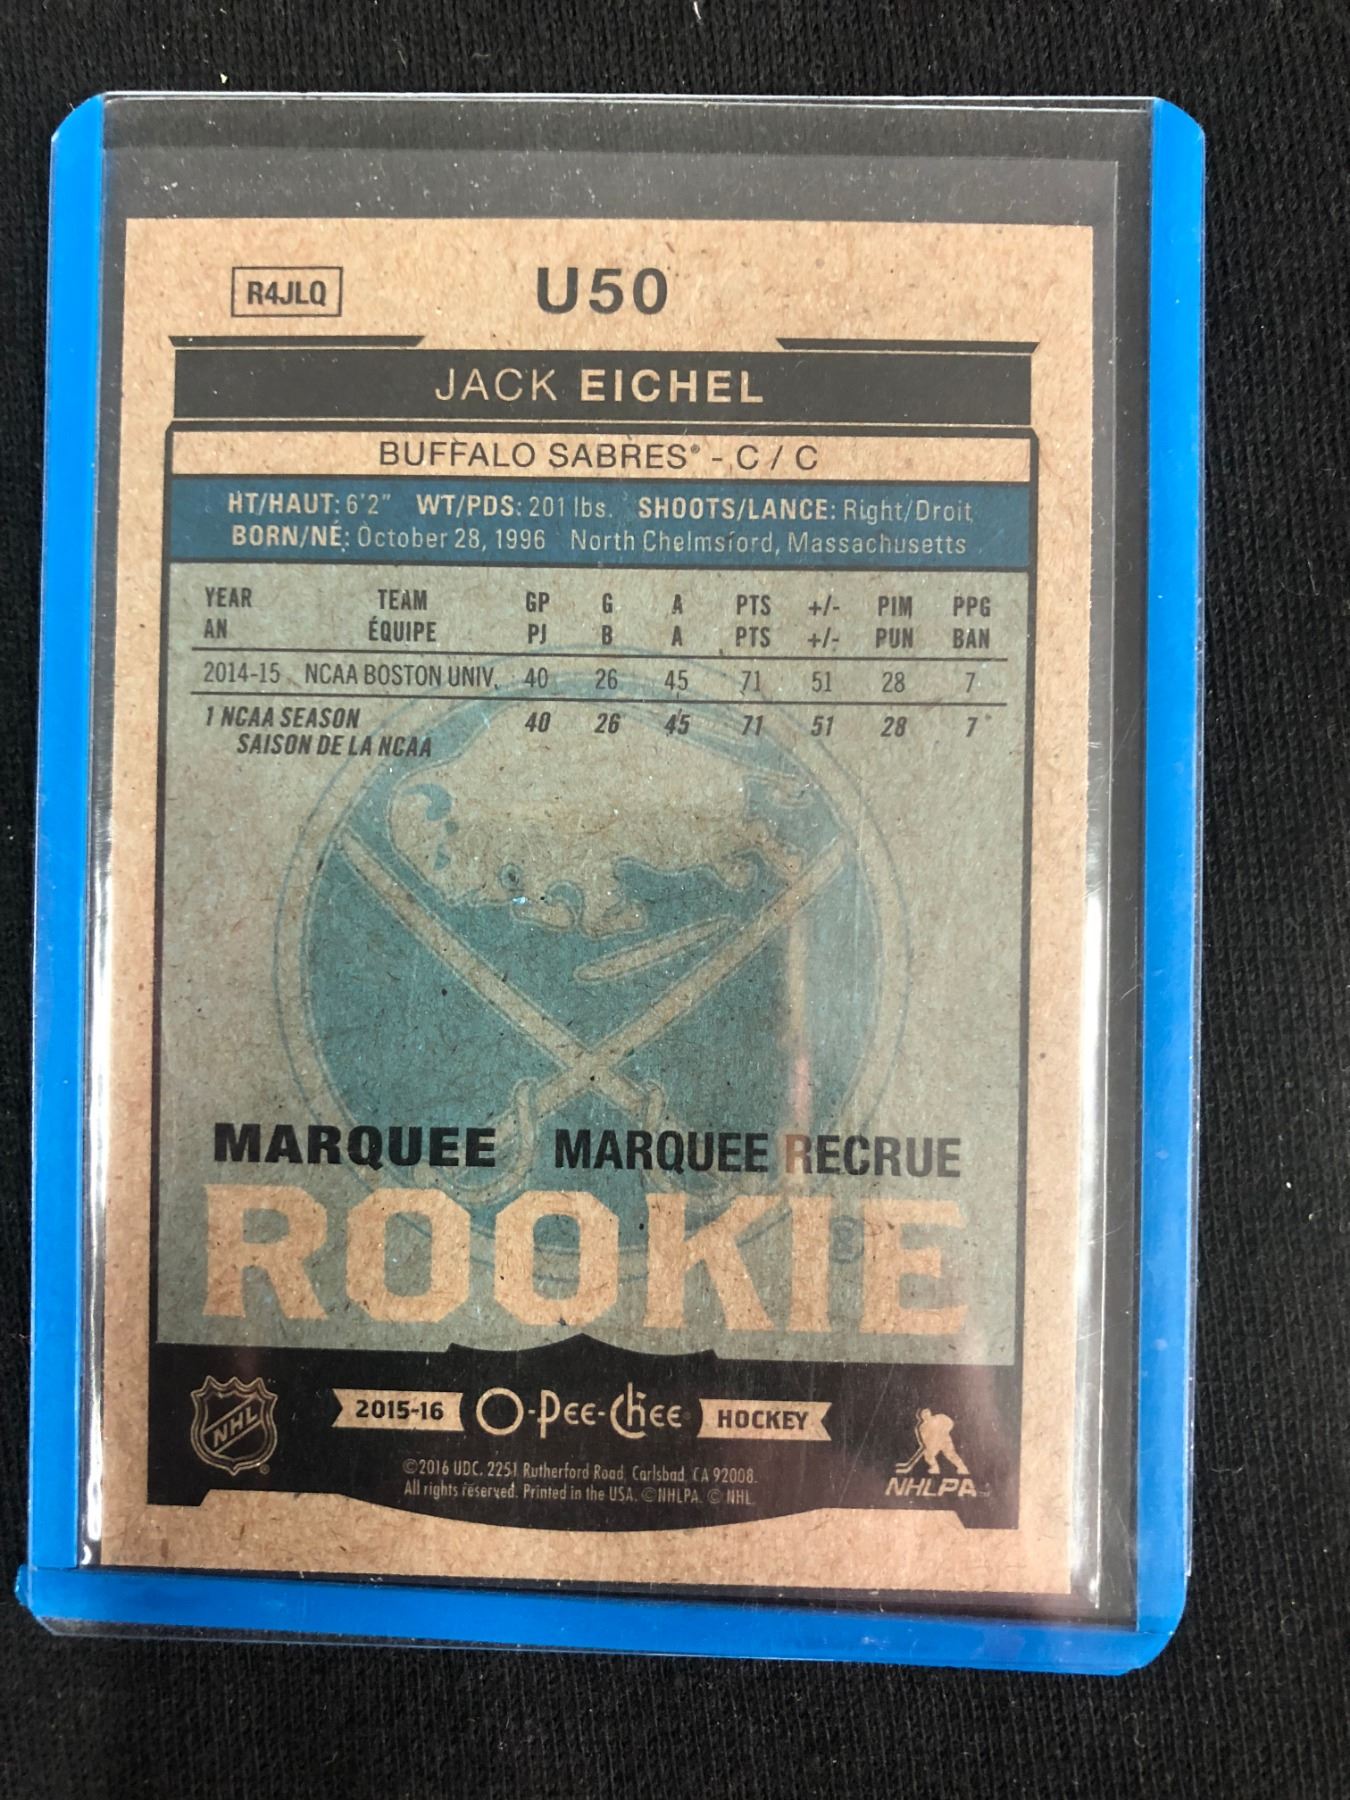 R4JLQ
U50
JACK EICHEL
BUFFALO SABRES® - C / C
HT/HAUT: 6'2" WT/PDS: 201 lbs. SHOOTS/LANCE: Right/Droit
BORN/NÉ: October 28, 1996 North Chelmsford, Massachusetts
YEAR TEAM GP G A PTS +/- PIM PPG
AN ÉQUIPE PJ B A PTS +/- PUN BAN
2014-15 NCAA BOSTON UNIV. 40 26 45 71 51 28 7
1 NCAA SEASON 40 26 45 71 51 28 7
SAISON DE LA NCAA
MARQUEE MARQUEE RECRUE
ROOKIE
®
NHL
®
2015-16 O-Pee-Chee® HOCKEY
©2016 UDC. 2251 Rutherford Road, Carlsbad, CA 92008.
All rights reserved. Printed in the USA. ©NHLPA. © NHL.
NHLPA